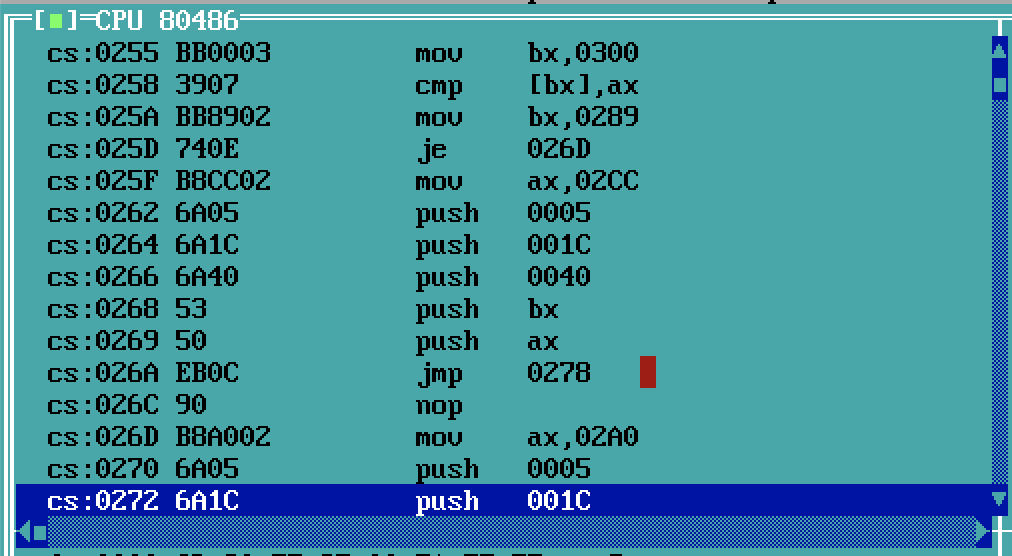 [■]=CPU 80486
cs:0255 BB0003 mov bx,0300
cs:0258 3907 cmp [bx],ax
cs:025A BB8902 mov bx,0289
cs:025D 740E je 026D
cs:025F B8CC02 mov ax,02CC
cs:0262 6A05 push 0005
cs:0264 6A1C push 001C
cs:0266 6A40 push 0040
cs:0268 53 push bx
cs:0269 50 push ax
cs:026A EB0C jmp 0278
cs:026C 90 nop
cs:026D B8A002 mov ax,02A0
cs:0270 6A05 push 0005
cs:0272 6A1C push 001C